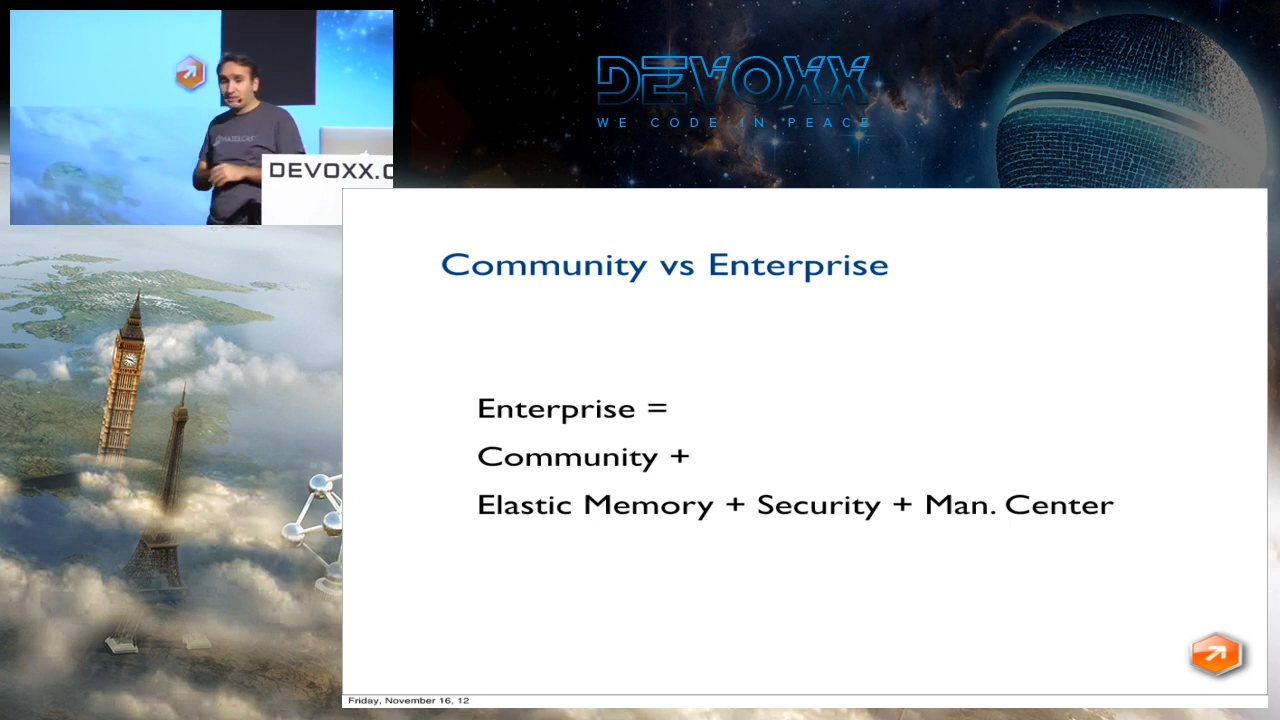 DEVOXX
WE CODE IN PEACE
HAZELCAST
DEVOXX.C
Community vs Enterprise
Enterprise =
Community +
Elastic Memory + Security + Man. Center
Friday, November 16, 12